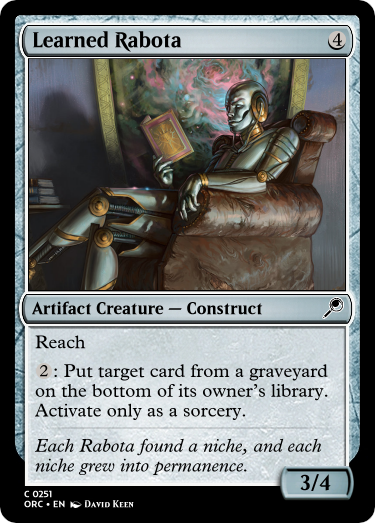 Learned Rabota 4
Artifact Creature — Construct
Reach
2: Put target card from a graveyard
on the bottom of its owner's library.
Activate only as a sorcery.
Each Rabota found a niche, and each
niche grew into permanence.
3/4
C 0251
ORC • EN David Keen